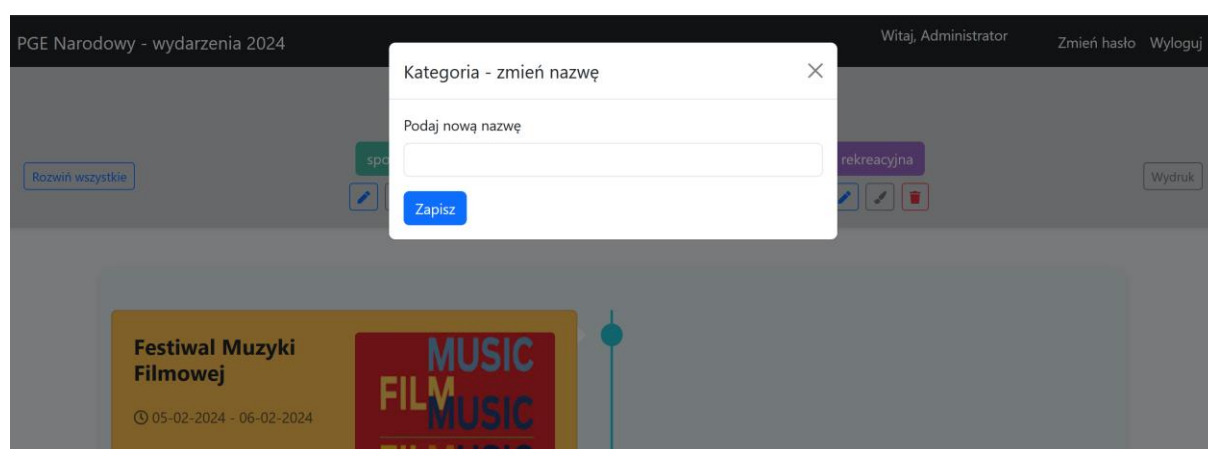 PGE Narodowy - wydarzenia 2024
Witaj, Administrator
Zmień hasło
Wyloguj
Kategoria - zmień nazwę
Podaj nową nazwę
Zapisz
Rozwiń wszystkie
spo
rekreacyjna
Wydruk
Festiwal Muzyki
Filmowej
05-02-2024 - 06-02-2024
MUSIC
FILM
MUSIC